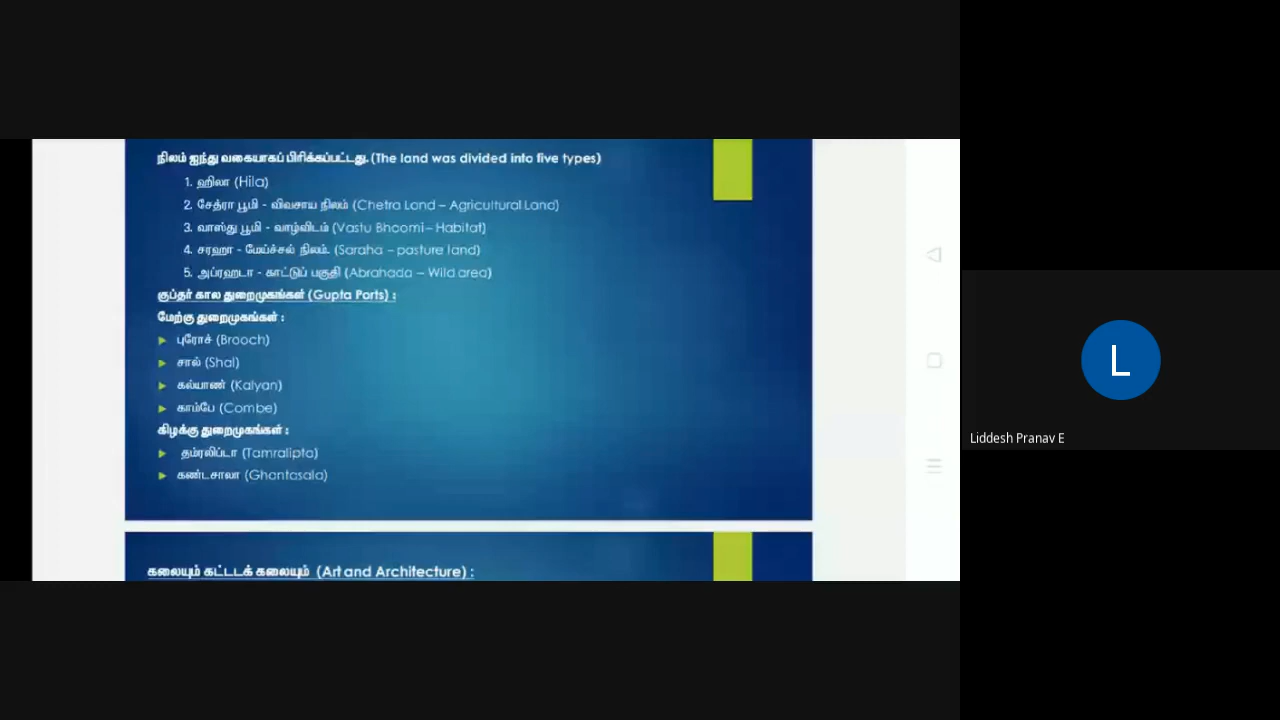 நிலம் ஐந்து வகையாகப் பிரிக்கப்பட்டது. (The land was divided into five types)
1. ஹிலா (Hila)
2. சேத்ரா பூமி - விவசாய நிலம் (Chetra Land – Agricultural Land)
3. வாஸ்து பூமி - வாழ்விடம் (Vastu Bhoomi – Habitat)
4. சரஹா - மேய்ச்சல் நிலம். (Saraha – pasture land)
5. அப்ரஹடா - காட்டுப் பகுதி (Abrahada – Wild area)
குப்தர் கால துறைமுகங்கள் (Gupta Ports) :
மேற்கு துறைமுகங்கள் :
புரோச் (Brooch)
சால் (Shal)
கல்யாண் (Kalyan)
காம்பே (Combe)
கிழக்கு துறைமுகங்கள் :
தம்ரலிப்டா (Tamralipta)
கண்டசாலா (Ghantasala)
கலையும் கட்டடக் கலையும் (Art and Architecture) :
L
Liddesh Pranav E